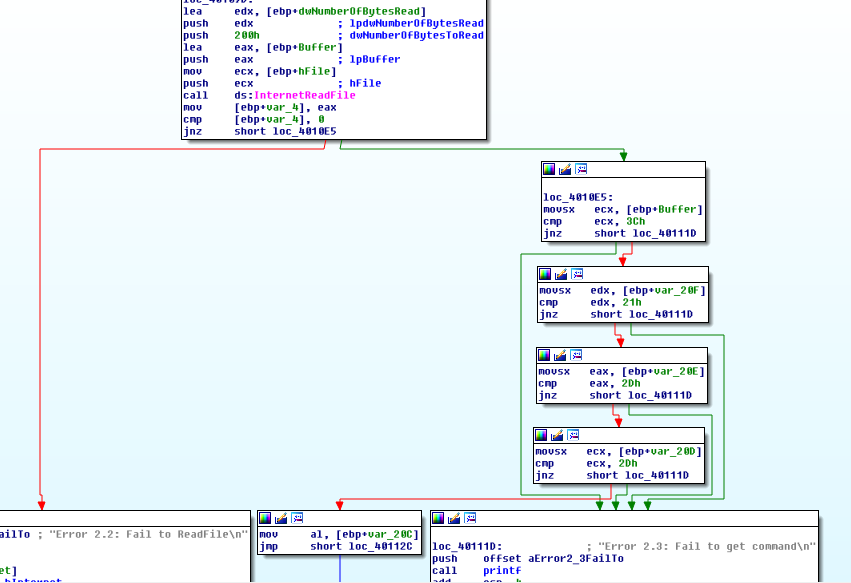 lea edx, [ebp+dwNumberOfBytesRead]
push edx ; lpdwNumberOfBytesRead
push 200h ; dwNumberOfBytesToRead
lea eax, [ebp+Buffer]
push eax ; lpBuffer
mov ecx, [ebp+hFile]
push ecx ; hFile
call ds:InternetReadFile
mov [ebp+var_4], eax
cmp [ebp+var_4], 0
jnz short loc_4010E5
loc_4010E5:
movsx ecx, [ebp+Buffer]
cmp ecx, 3Ch
jnz short loc_40111D
movsx edx, [ebp+var_20F]
cmp edx, 21h
jnz short loc_40111D
movsx eax, [ebp+var_20E]
cmp eax, 2Dh
jnz short loc_40111D
movsx ecx, [ebp+var_20D]
cmp ecx, 2Dh
jnz short loc_40111D
ailTo ; "Error 2.2: Fail to ReadFile\n"
et]
hInternet
mov al, [ebp+var_20C]
jmp short loc_40112C
loc_40111D: ; "Error 2.3: Fail to get command\n"
push offset aError2_3FailTo
call printf
add esp, 4